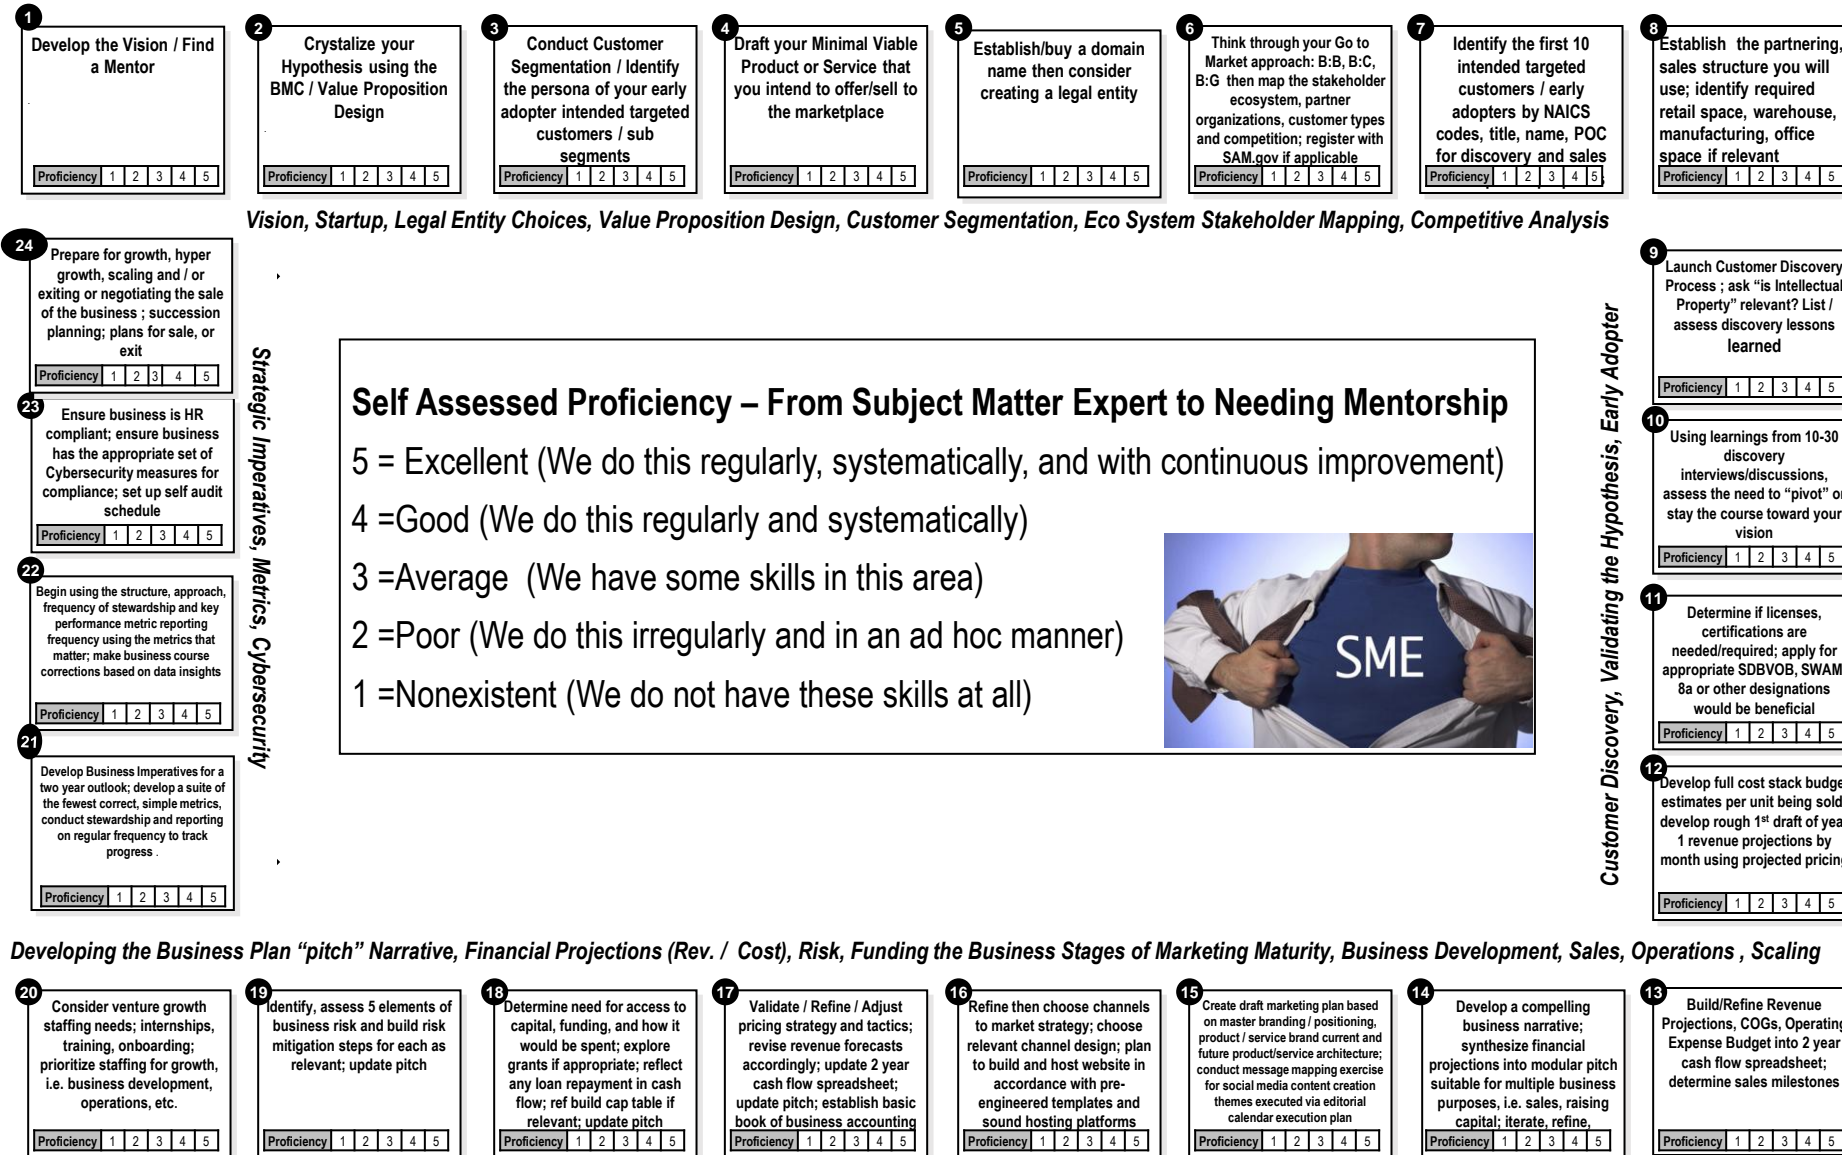 1
Develop the Vision / Find
a Mentor
Proficiency 1 2 3 4 5
2
Crystalize your
Hypothesis using the
BMC / Value Proposition
Design
Proficiency 1 2 3 4 5
3
Conduct Customer
Segmentation / Identify
the persona of your early
adopter intended targeted
customers / sub
segments
Proficiency 1 2 3 4 5
4
Draft your Minimal Viable
Product or Service that
you intend to offer/sell to
the marketplace
Proficiency 1 2 3 4 5
5
Establish/buy a domain
name then consider
creating a legal entity
Proficiency 1 2 3 4 5
6
Think through your Go to
Market approach: B:B, B:C,
B:G then map the stakeholder
ecosystem, partner
organizations, customer types
and competition; register with
SAM.gov if applicable
Proficiency 1 2 3 4 5
7
Identify the first 10
intended targeted
customers / early
adopters by NAICS
codes, title, name, POC
for discovery and sales
Proficiency 1 2 3 4 5
8
Establish the partnering,
sales structure you will
use; identify required
retail space, warehouse,
manufacturing, office
space if relevant
Proficiency 1 2 3 4 5
Vision, Startup, Legal Entity Choices, Value Proposition Design, Customer Segmentation, Eco System Stakeholder Mapping, Competitive Analysis
24
Prepare for growth, hyper
growth, scaling and / or
exiting or negotiating the sale
of the business ; succession
planning; plans for sale, or
exit
Proficiency 1 2 3 4 5
23
Ensure business is HR
compliant; ensure business
has the appropriate set of
Cybersecurity measures for
compliance; set up self audit
schedule
Proficiency 1 2 3 4 5
22
Begin using the structure, approach,
frequency of stewardship and key
performance metric reporting
frequency using the metrics that
matter; make business course
corrections based on data insights
Proficiency 1 2 3 4 5
21
Develop Business Imperatives for a
two year outlook; develop a suite of
the fewest correct, simple metrics,
conduct stewardship and reporting
on regular frequency to track
progress .
Proficiency 1 2 3 4 5
Strategic Imperatives, Metrics, Cybersecurity
Self Assessed Proficiency – From Subject Matter Expert to Needing Mentorship
5 = Excellent (We do this regularly, systematically, and with continuous improvement)
4 =Good (We do this regularly and systematically)
3 =Average (We have some skills in this area)
2 =Poor (We do this irregularly and in an ad hoc manner)
1 =Nonexistent (We do not have these skills at all)
SME
Customer Discovery, Validating the Hypothesis, Early Adopter
9
Launch Customer Discovery
Process ; ask “is Intellectual
Property” relevant? List /
assess discovery lessons
learned
Proficiency 1 2 3 4 5
10
Using learnings from 10-30
discovery
interviews/discussions,
assess the need to “pivot” or
stay the course toward your
vision
Proficiency 1 2 3 4 5
11
Determine if licenses,
certifications are
needed/required; apply for
appropriate SDBVOB, SWAM
8a or other designations
would be beneficial
Proficiency 1 2 3 4 5
12
Develop full cost stack budge
estimates per unit being sold
develop rough 1st draft of yea
1 revenue projections by
month using projected pricing
Proficiency 1 2 3 4 5
Developing the Business Plan “pitch” Narrative, Financial Projections (Rev. / Cost), Risk, Funding the Business Stages of Marketing Maturity, Business Development, Sales, Operations , Scaling
20
Consider venture growth
staffing needs; internships,
training, onboarding;
prioritize staffing for growth,
i.e. business development,
operations, etc.
Proficiency 1 2 3 4 5
19
Identify, assess 5 elements of
business risk and build risk
mitigation steps for each as
relevant; update pitch
Proficiency 1 2 3 4 5
18
Determine need for access to
capital, funding, and how it
would be spent; explore
grants if appropriate; reflect
any loan repayment in cash
flow; ref build cap table if
relevant; update pitch
Proficiency 1 2 3 4 5
17
Validate / Refine / Adjust
pricing strategy and tactics;
revise revenue forecasts
accordingly; update 2 year
cash flow spreadsheet;
update pitch; establish basic
book of business accounting
Proficiency 1 2 3 4 5
16
Refine then choose channels
to market strategy; choose
relevant channel design; plan
to build and host website in
accordance with pre-
engineered templates and
sound hosting platforms
Proficiency 1 2 3 4 5
15
Create draft marketing plan based
on master branding / positioning,
product / service brand current and
future product/service architecture;
conduct message mapping exercise
for social media content creation
themes executed via editorial
calendar execution plan
Proficiency 1 2 3 4 5
14
Develop a compelling
business narrative;
synthesize financial
projections into modular pitch
suitable for multiple business
purposes, i.e. sales, raising
capital; iterate, refine,
Proficiency 1 2 3 4 5
13
Build/Refine Revenue
Projections, COGs, Operating
Expense Budget into 2 year
cash flow spreadsheet;
determine sales milestones
Proficiency 1 2 3 4 5